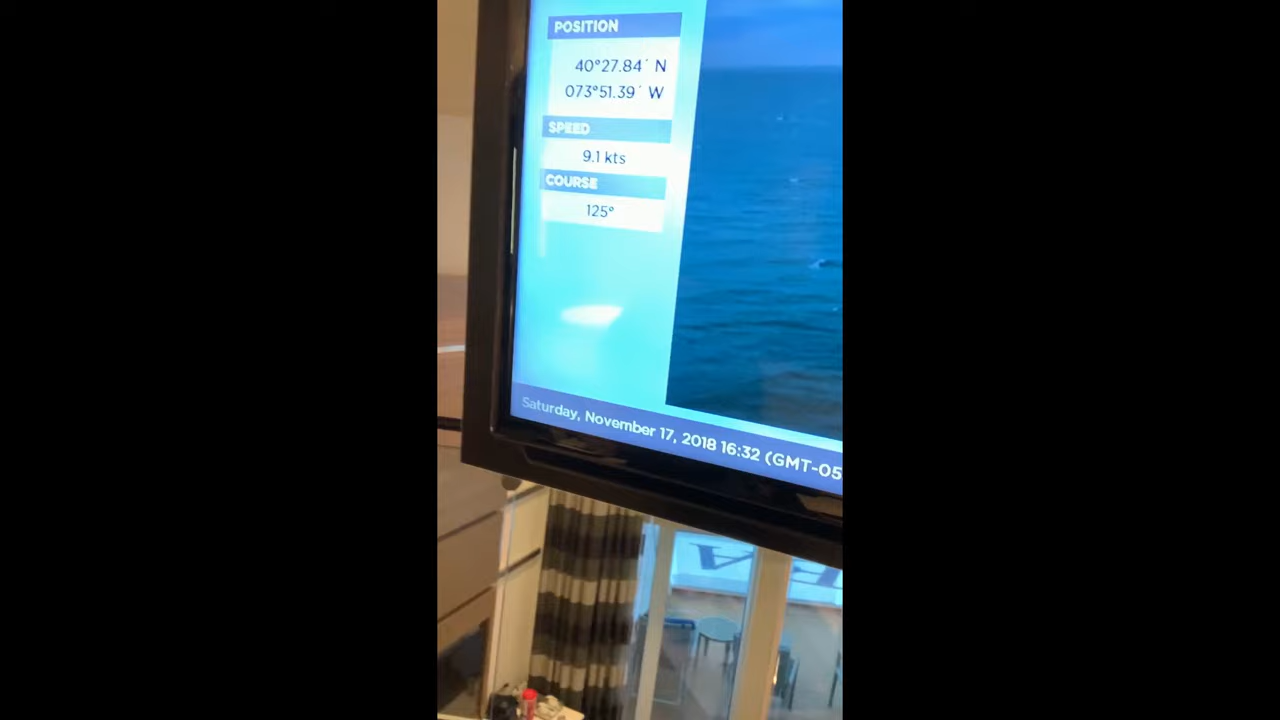 POSITION
40°27.84´ N
073°51.39´ W
SPEED
9.1 kts
COURSE
125°
Saturday, November 17, 2018 16:32 (GMT-05